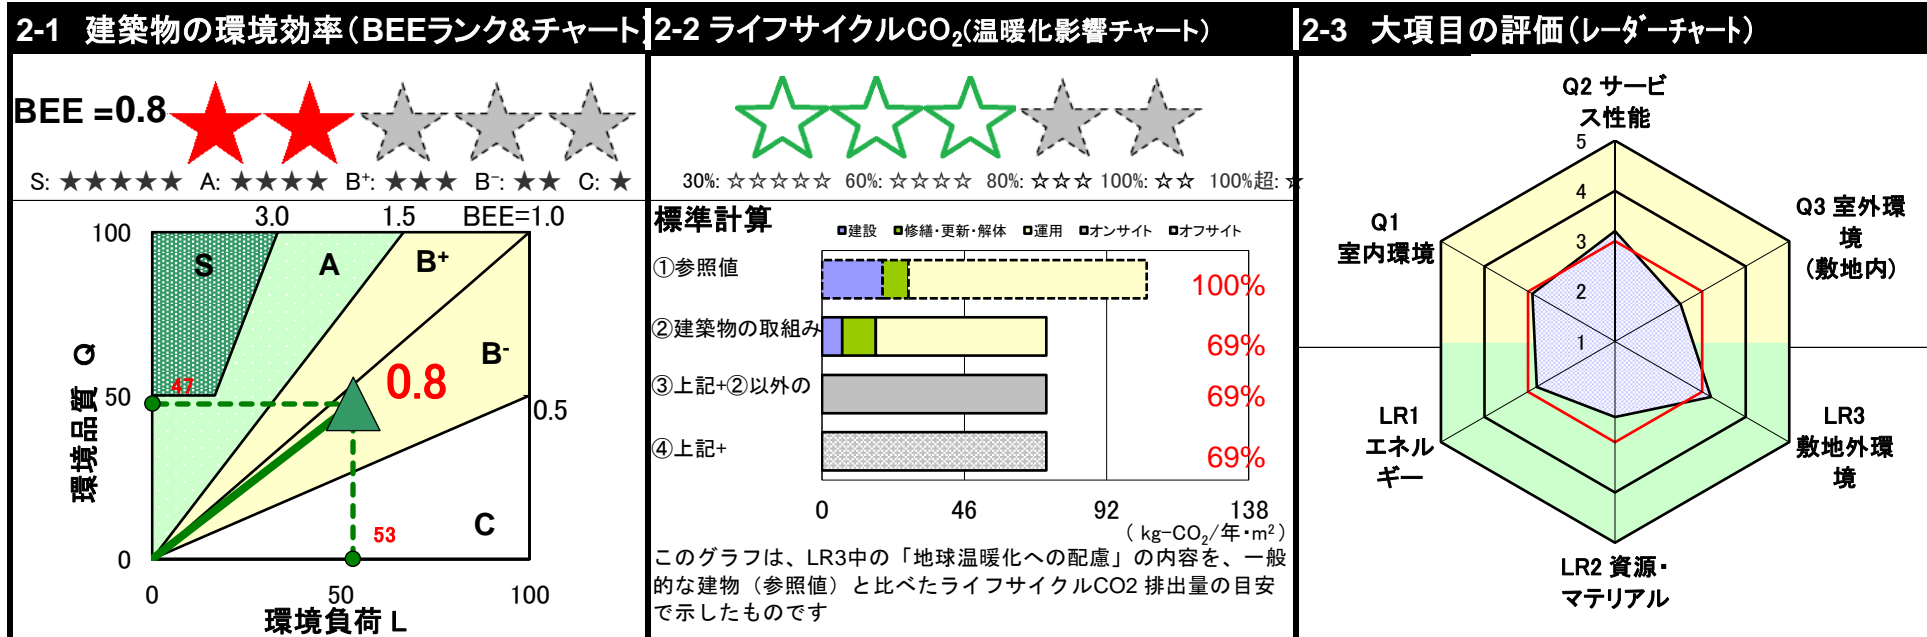 2-1 建築物の環境効率(BEEランク&チャート)
BEE =0.8
S: ★★★★★ A: ★★★★ B+: ★★★ B-: ★★ C: ★
3.0 1.5 BEE=1.0
100
S A B+
環境品質 Q
50
47
0.8
B-
0.5
C
53
0
0 50 100
環境負荷 L
2-2 ライフサイクルCO2(温暖化影響チャート)
30%: ☆☆☆☆☆ 60%: ☆☆☆☆ 80%: ☆☆☆ 100%: ☆☆ 100%超: ☆
標準計算
建設 修繕・更新・解体 運用 オンサイト オフサイト
①参照値 100%
②建築物の取組み 69%
③上記+②以外の 69%
④上記+ 69%
0 46 92 138
( kg-CO2/年・m2)
このグラフは、LR3中の「地球温暖化への配慮」の内容を、一般
的な建物(参照値)と比べたライフサイクルCO2 排出量の目安
で示したものです
2-3 大項目の評価(レーダーチャート)
Q2 サービ
ス性能
5
4
3
2
1
Q1
室内環境
Q3 室外環
境
(敷地内)
LR1
エネル
ギー
LR3
敷地外環
境
LR2 資源・
マテリアル